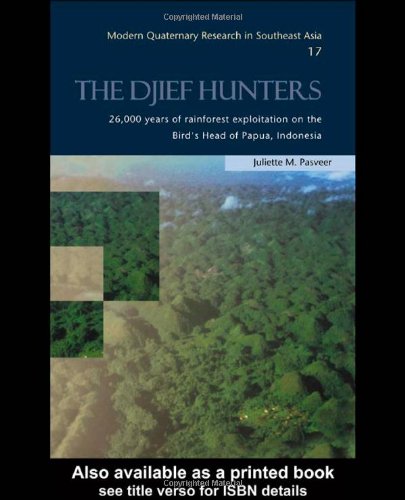 Copyrighted Material
Modern Quaternary Research in Southeast Asia
17
THE DJIEF HUNTERS
26,000 years of rainforest exploitation on the
Bird's Head of Papua, Indonesia
Juliette M. Pasveer
Copyrighted Material
Also available as a printed book
see title verso for ISBN details